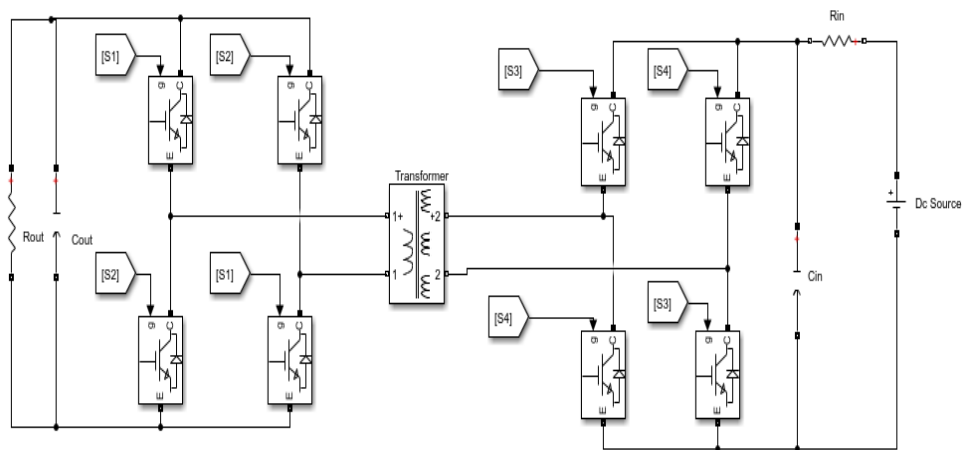 Rin
[S1]
[S2]
[S3]
[S4]
g
C
E
g
C
E
g
C
E
g
C
E
Transformer
1+
+2
1
2
+
Dc Source
Rout
Cout
Cin
[S2]
[S1]
[S4]
[S3]
g
C
E
g
C
E
g
C
E
g
C
E